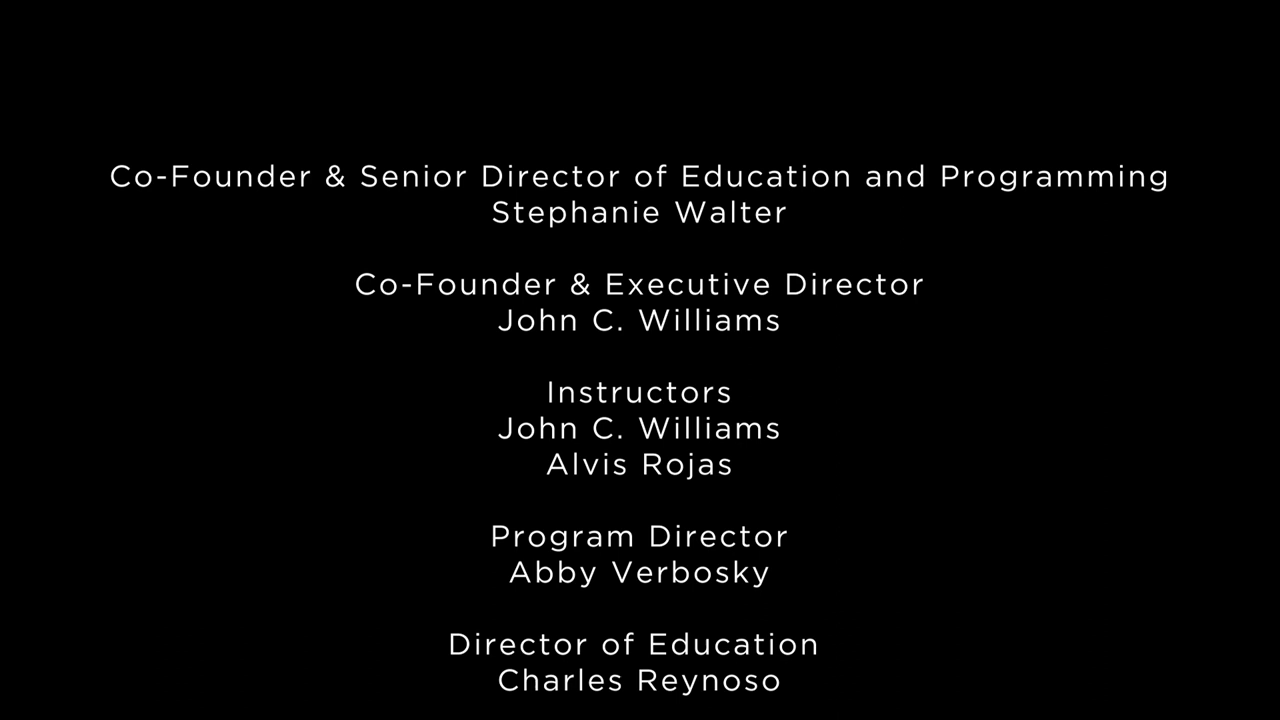 Co-Founder & Senior Director of Education and Programming
Stephanie Walter
Co-Founder & Executive Director
John C. Williams
Instructors
John C. Williams
Alvis Rojas
Program Director
Abby Verbosky
Director of Education
Charles Reynoso